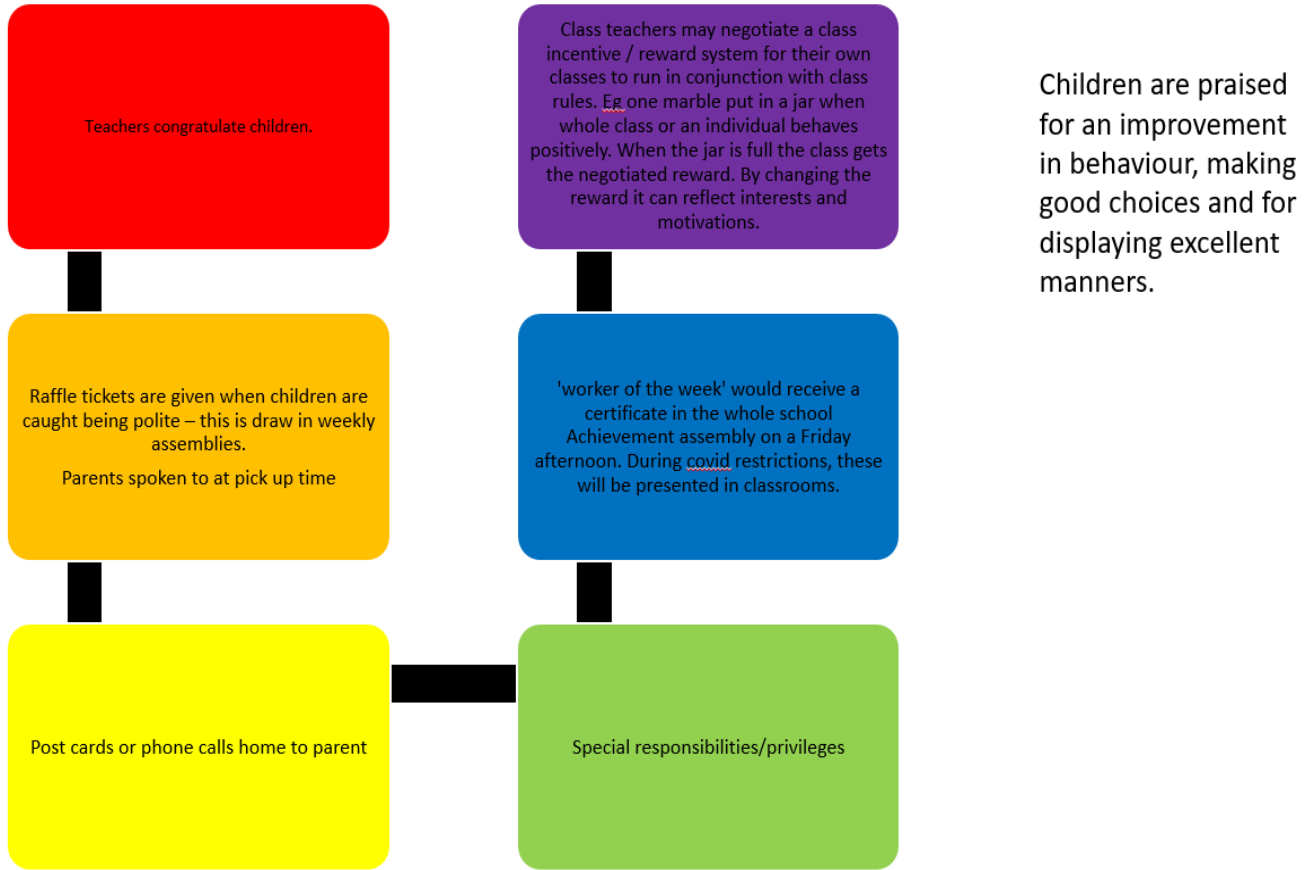 Teachers congratulate children.
Raffle tickets are given when children are
caught being polite – this is draw in weekly
assemblies.
Parents spoken to at pick up time
Post cards or phone calls home to parent
Special responsibilities/privileges
'worker of the week' would receive a
certificate in the whole school
Achievement assembly on a Friday
afternoon. During covid restrictions, these
will be presented in classrooms.
Class teachers may negotiate a class
incentive / reward system for their own
classes to run in conjunction with class
rules. Eg one marble put in a jar when
whole class or an individual behaves
positively. When the jar is full the class gets
the negotiated reward. By changing the
reward it can reflect interests and
motivations.
Children are praised
for an improvement
in behaviour, making
good choices and for
displaying excellent
manners.